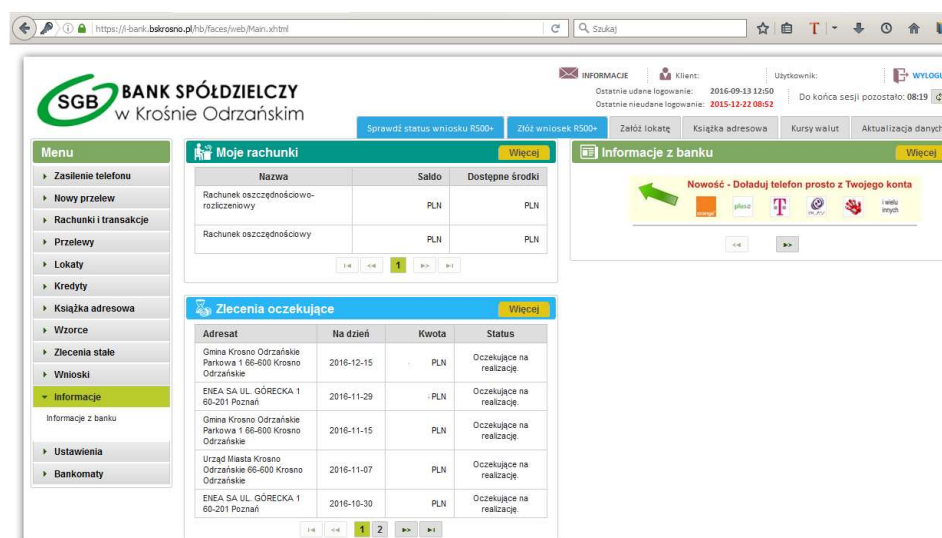 https://i-bank.bskrosno.pl/hb/faces/web/Main.xhtml
Szukaj
SGB BANK SPÓŁDZIELCZY
w Krośnie Odrzańskim
INFORMACJE Klient: Użytkownik: WYLOGU
Ostatnie udane logowanie: 2016-09-13 12:50
Ostatnie nieudane logowanie: 2015-12-22 08:52
Do końca sesji pozostało: 08:19
Sprawdź status wniosku R500+ Złóż wniosek R500+ Załóż lokatę Książka adresowa Kursy walut Aktualizacja danych
Menu
Zasilenie telefonu
Nowy przelew
Rachunki i transakcje
Przelewy
Lokaty
Kredyty
Książka adresowa
Wzorce
Zlecenia stałe
Wnioski
Informacje
Informacje z banku
Ustawienia
Bankomaty
Moje rachunki Więcej
Nazwa Saldo Dostępne środki
Rachunek oszczędnościowo-
rozliczeniowy PLN PLN
Rachunek oszczędnościowy PLN PLN
1
Zlecenia oczekujące Więcej
Adresat Na dzień Kwota Status
Gmina Krosno Odrzańskie
Parkowa 1 66-600 Krosno
Odrzańskie
2016-12-15 PLN
Oczekujące na
realizację.
ENEA SA UL. GÓRECKA 1
60-201 Poznań
2016-11-29 PLN
Oczekujące na
realizację.
Gmina Krosno Odrzańskie
Parkowa 1 66-600 Krosno
Odrzańskie
2016-11-15 PLN
Oczekujące na
realizację.
Urząd Miasta Krosno
Odrzańskie 66-600 Krosno
Odrzańskie
2016-11-07 PLN
Oczekujące na
realizację.
ENEA SA UL. GÓRECKA 1
60-201 Poznań
2016-10-30 PLN
Oczekujące na
realizację.
1 2
Informacje z banku Więcej
Nowość - Doładuj telefon prosto z Twojego konta
orange plus T
i wielu
innych